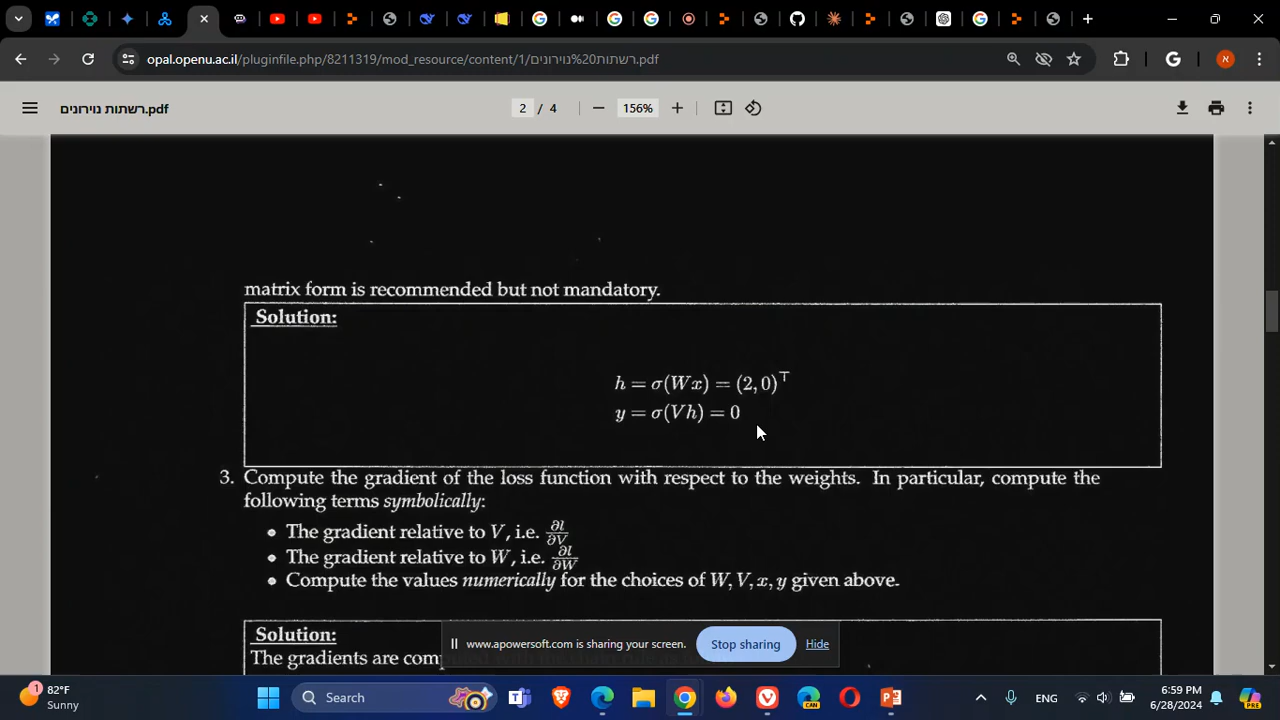 opal.openu.ac.il/pluginfile.php/8211319/mod_resource/content/1/רשתות%20נוירונים.pdf
א
רשתות נוירונים.pdf
2 / 4
156%
matrix form is recommended but not mandatory.
Solution:
h = σ(Wx) = (2, 0)⊤
y = σ(Vh) = 0
3. Compute the gradient of the loss function with respect to the weights. In particular, compute the
following terms symbolically:
• The gradient relative to V, i.e. ∂l/∂V
• The gradient relative to W, i.e. ∂l/∂W
• Compute the values numerically for the choices of W, V, x, y given above.
Solution:
The gradients are
www.apowersoft.com is sharing your screen.
Stop sharing
Hide
1
82°F
Sunny
Search
CAN
ENG
6:59 PM
6/28/2024
PRE